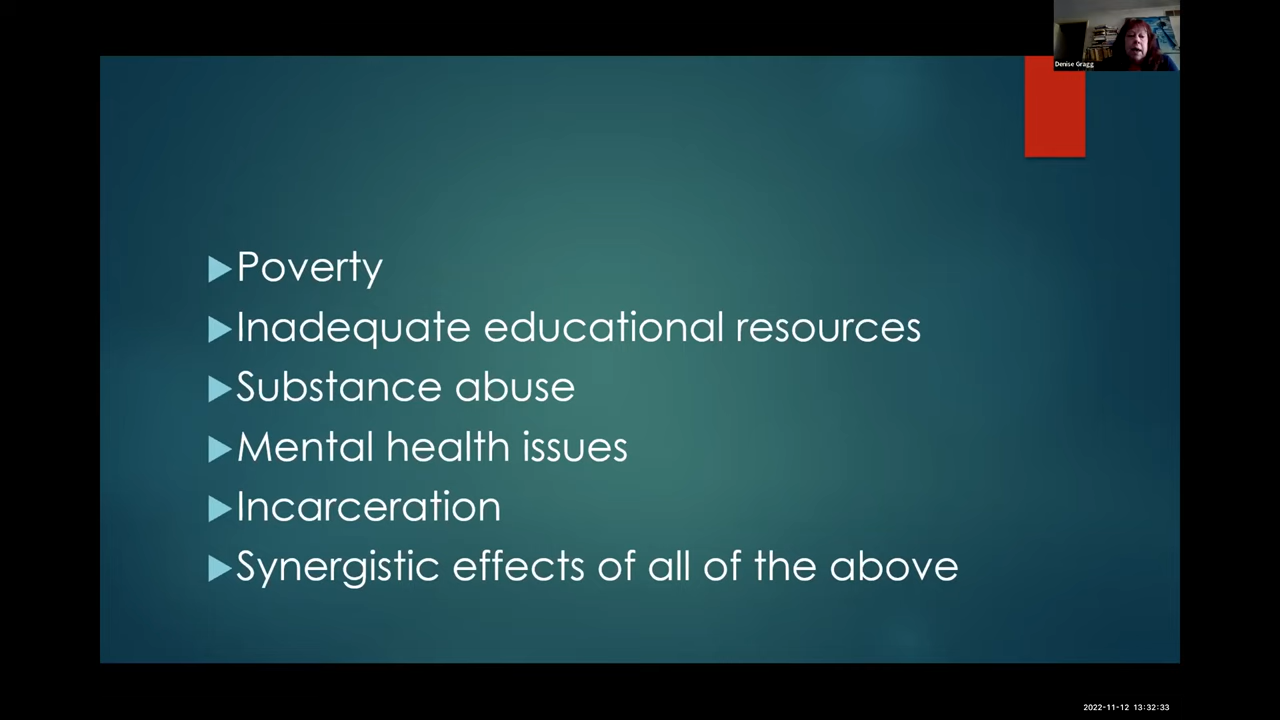 Denise Gragg
Poverty
Inadequate educational resources
Substance abuse
Mental health issues
Incarceration
Synergistic effects of all of the above
2022-11-12 13:32:33